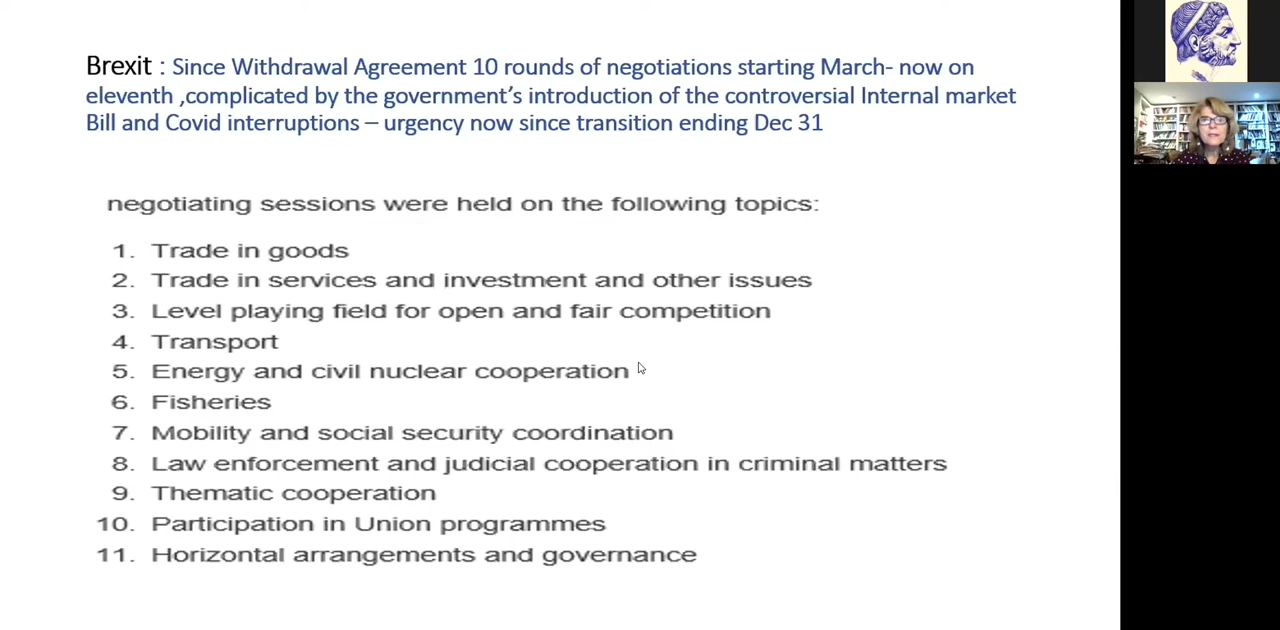 Brexit : Since Withdrawal Agreement 10 rounds of negotiations starting March- now on
eleventh ,complicated by the government's introduction of the controversial Internal market
Bill and Covid interruptions – urgency now since transition ending Dec 31
negotiating sessions were held on the following topics:
1. Trade in goods
2. Trade in services and investment and other issues
3. Level playing field for open and fair competition
4. Transport
5. Energy and civil nuclear cooperation
6. Fisheries
7. Mobility and social security coordination
8. Law enforcement and judicial cooperation in criminal matters
9. Thematic cooperation
10. Participation in Union programmes
11. Horizontal arrangements and governance